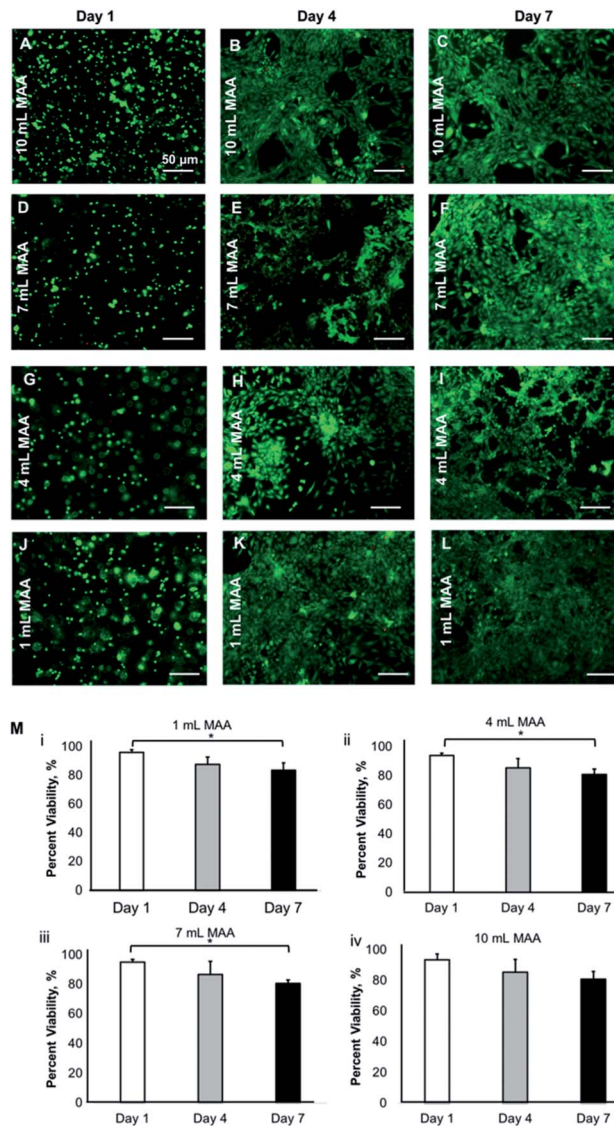 Day 1 Day 4 Day 7
A B C
10 mL MAA 10 mL MAA 10 mL MAA
50 μm
D E F
7 mL MAA 7 mL MAA 7 mL MAA
G H I
4 mL MAA 4 mL MAA 4 mL MAA
J K L
1 mL MAA 1 mL MAA 1 mL MAA
M
i 1 mL MAA
*
Percent Viability, %
100
80
60
40
20
0
Day 1 Day 4 Day 7
ii 4 mL MAA
*
Percent Viability, %
100
80
60
40
20
0
Day 1 Day 4 Day 7
iii 7 mL MAA
*
Percent Viability, %
100
80
60
40
20
0
Day 1 Day 4 Day 7
iv 10 mL MAA
Percent Viability, %
100
80
60
40
20
0
Day 1 Day 4 Day 7